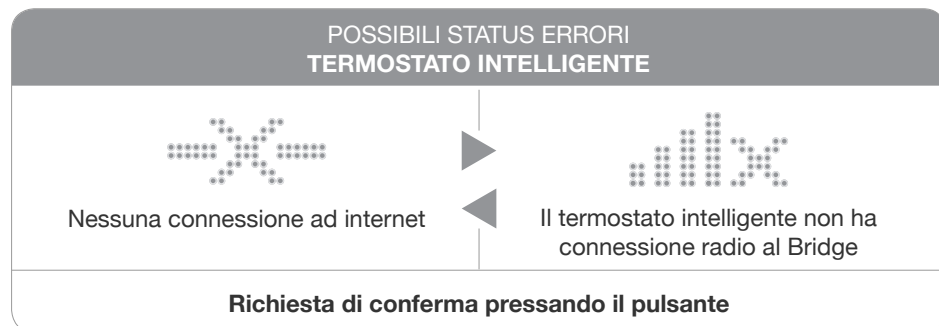 POSSIBILI STATUS ERRORI
TERMOSTATO INTELLIGENTE
Nessuna connessione ad internet
Il termostato intelligente non ha
connessione radio al Bridge
Richiesta di conferma pressando il pulsante